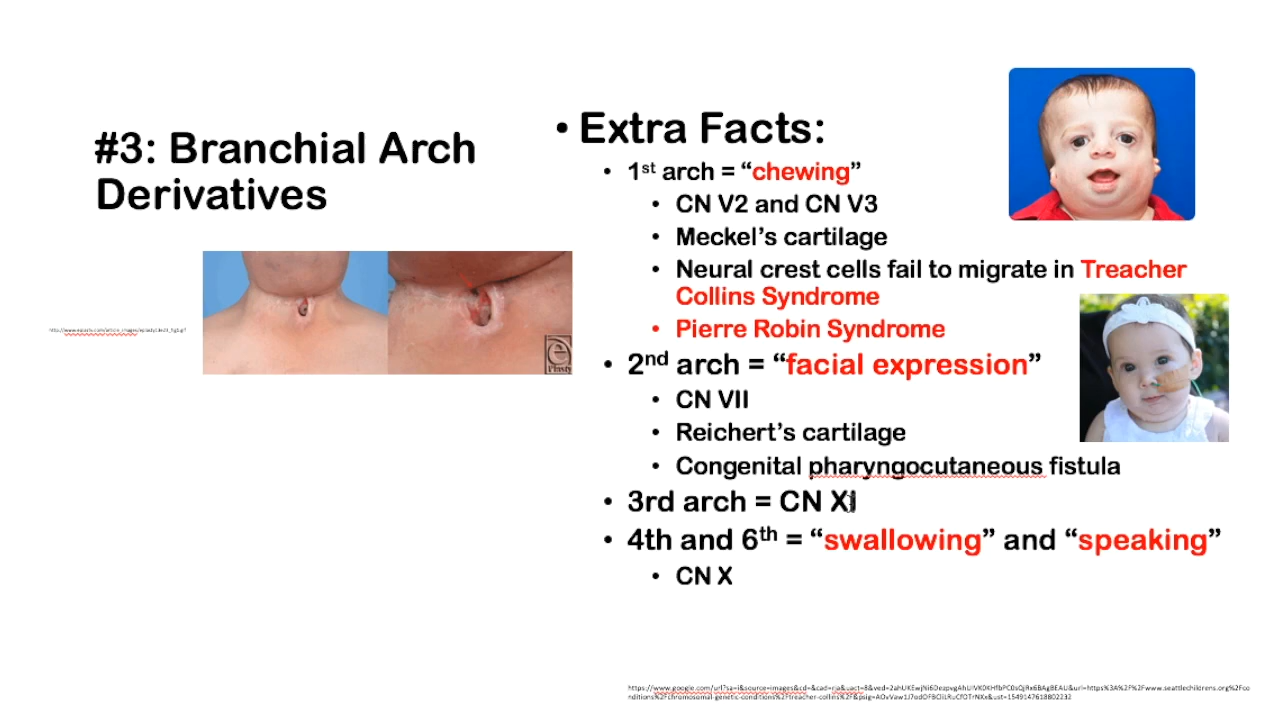 #3: Branchial Arch
Derivatives
• Extra Facts:
• 1st arch = “chewing”
• CN V2 and CN V3
• Meckel’s cartilage
• Neural crest cells fail to migrate in Treacher
Collins Syndrome
• Pierre Robin Syndrome
• 2nd arch = “facial expression”
• CN VII
• Reichert’s cartilage
• Congenital pharyngocutaneous fistula
• 3rd arch = CN XI
• 4th and 6th = “swallowing” and “speaking”
• CN X
e
Plasty